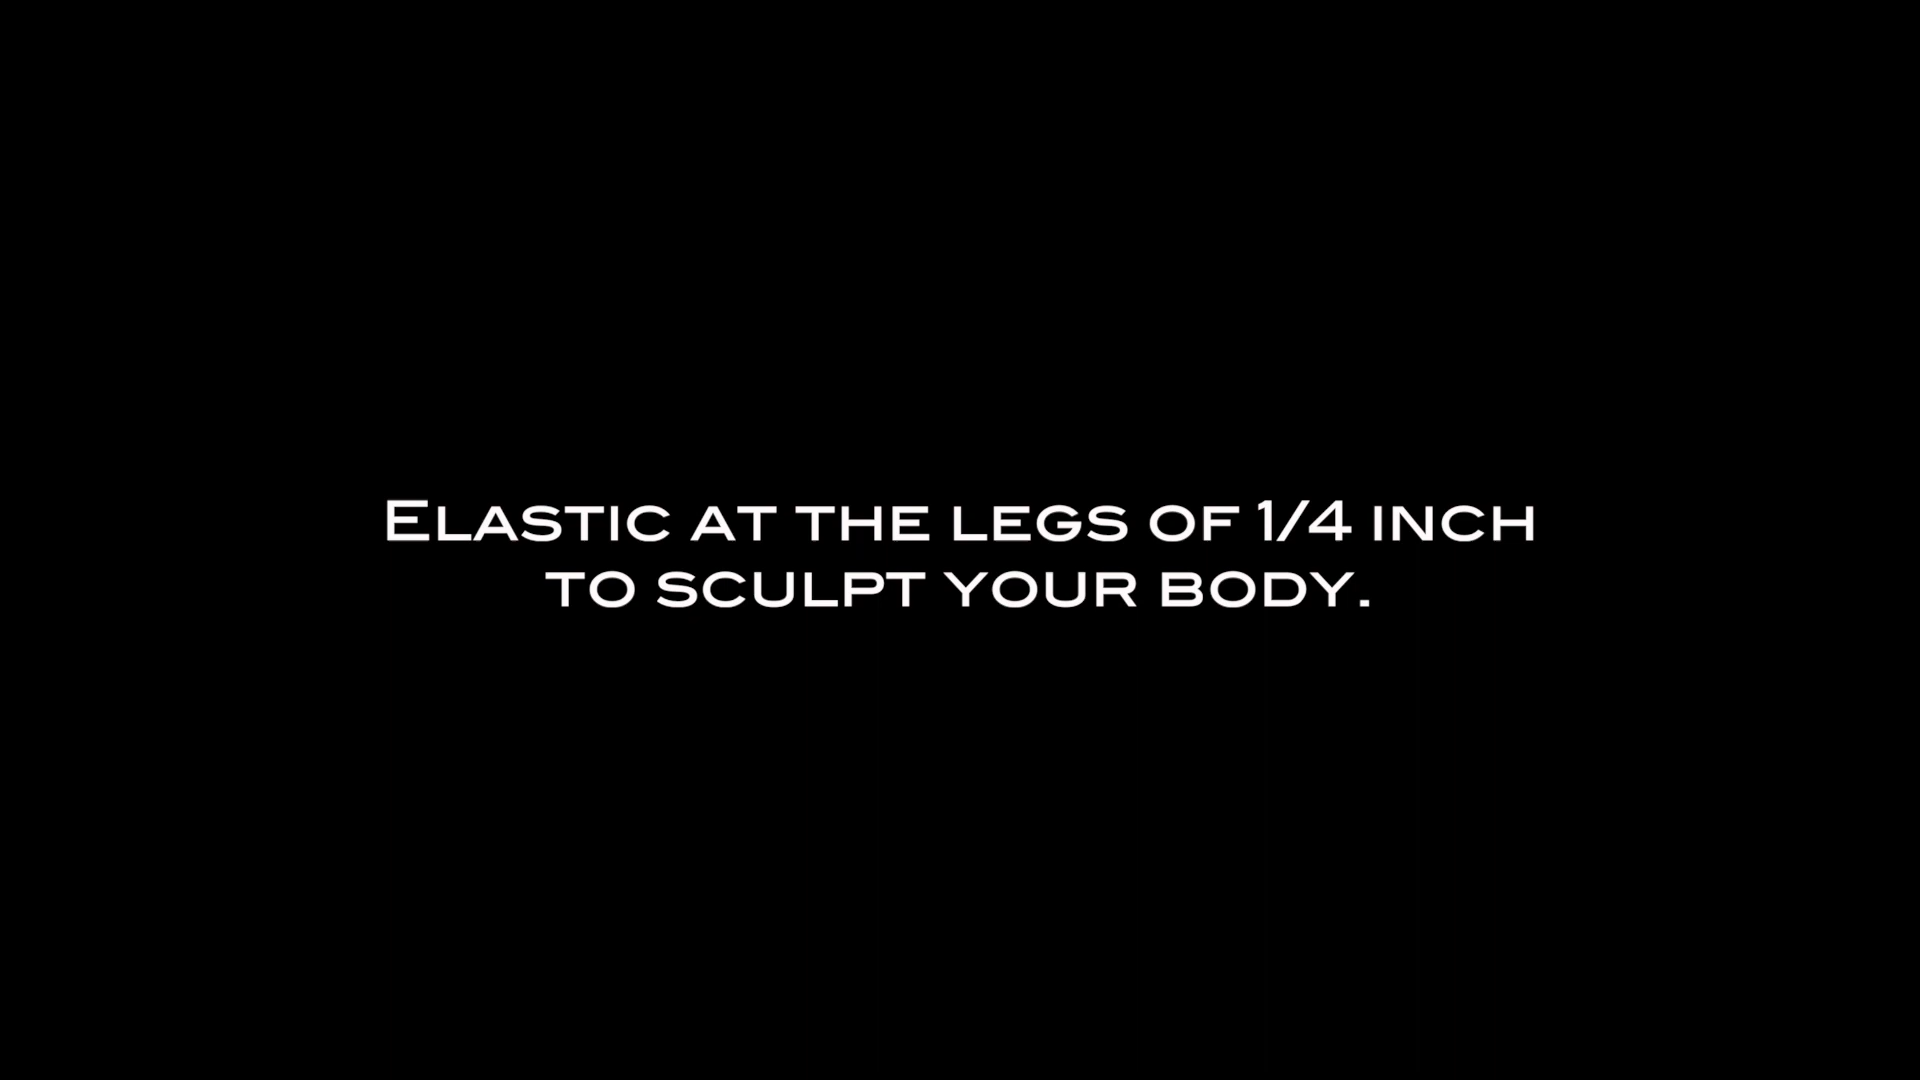 Elastic at the legs of 1/4 inch
to sculpt your body.